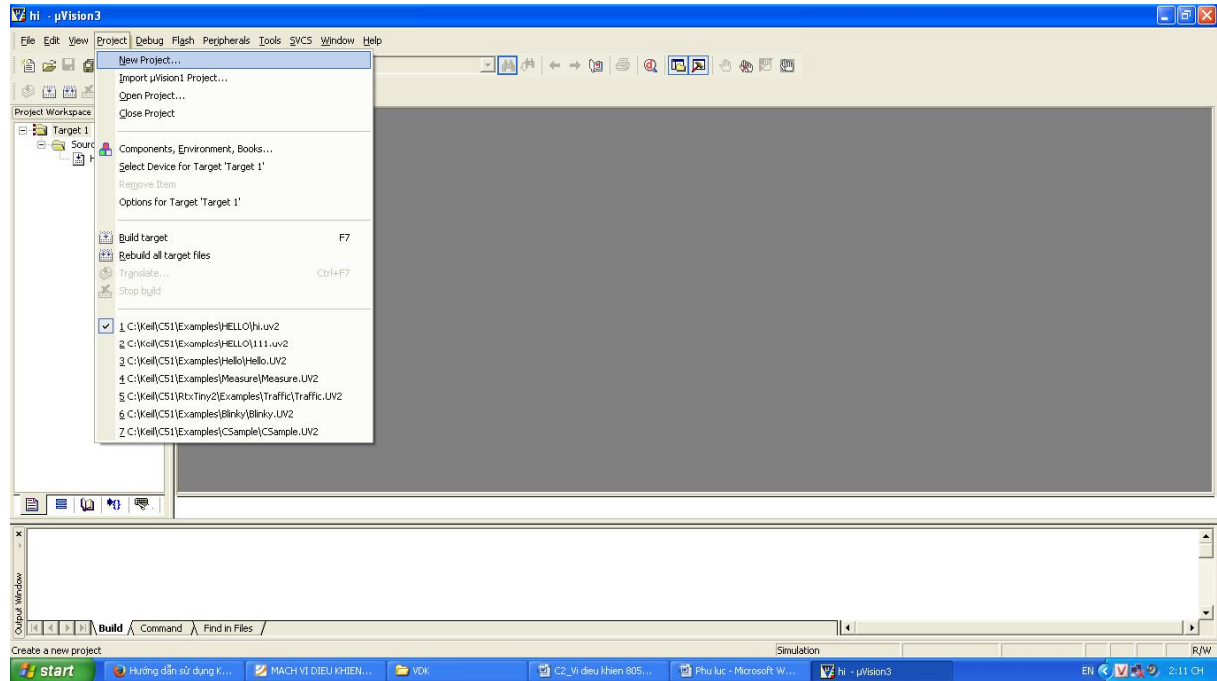 hi - µVision3
File Edit View Project Debug Flash Peripherals Tools SVCS Window Help
New Project...
Import µVision1 Project...
Open Project...
Close Project
Components, Environment, Books...
Select Device for Target 'Target 1'
Remove Item
Options for Target 'Target 1'
Build target F7
Rebuild all target files
Translate... Ctrl+F7
Stop build
1 C:\Keil\C51\Examples\HELLO\hi.uv2
2 C:\Keil\C51\Examples\HELLO\111.uv2
3 C:\Keil\C51\Examples\Hello\Hello.UV2
4 C:\Keil\C51\Examples\Measure\Measure.UV2
5 C:\Keil\C51\RtxTiny2\Examples\Traffic\Traffic.UV2
6 C:\Keil\C51\Examples\Blinky\Blinky.UV2
7 C:\Keil\C51\Examples\CSample\CSample.UV2
Project Workspace
Target 1
Sourc
Output Window
Build Command Find in Files
Create a new project Simulation R/W
start Hướng dẫn sử dụng K... MACH VI DIEU KHIEN... VDK C2_Vi dieu khien 805... Phu luc - Microsoft W... hi - µVision3 EN 2:11 CH